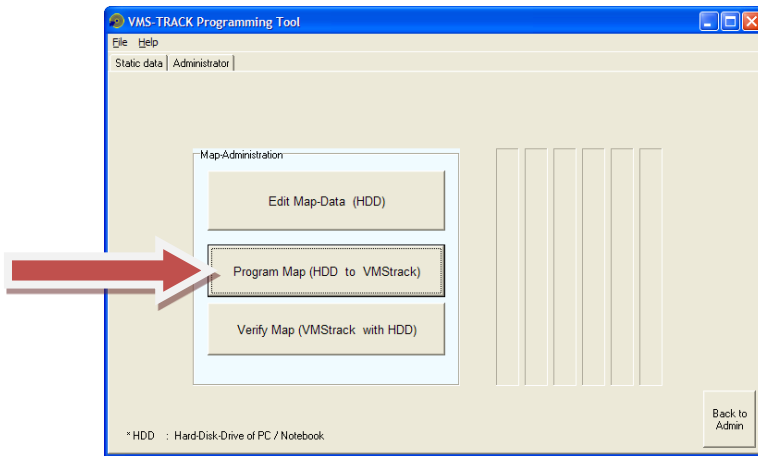 VMS-TRACK Programming Tool
File Help
Static data Administrator
Map-Administration
Edit Map-Data (HDD)
Program Map (HDD to VMStrack)
Verify Map (VMStrack with HDD)
Back to
Admin
* HDD : Hard-Disk-Drive of PC / Notebook